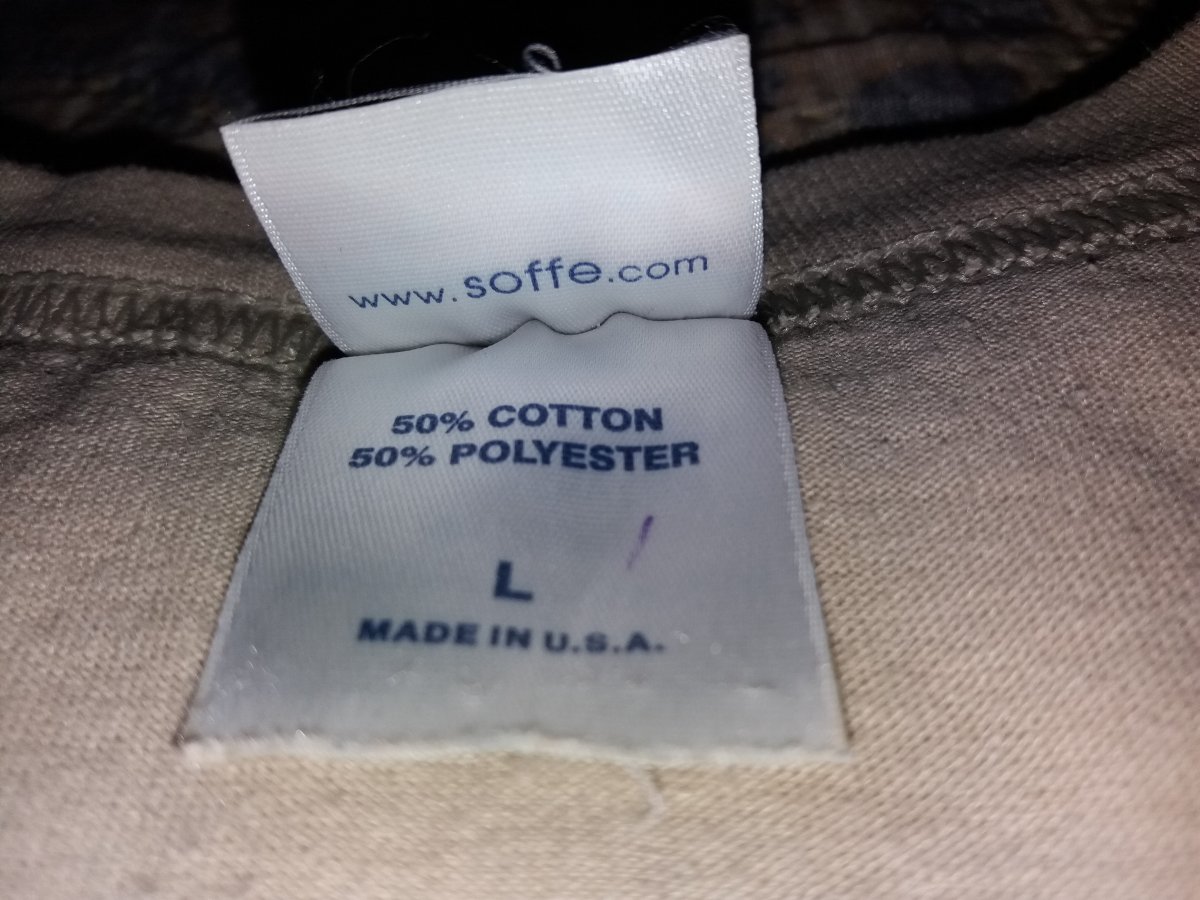 www.soffe.com
50% COTTON
50% POLYESTER
L
MADE IN U.S.A.